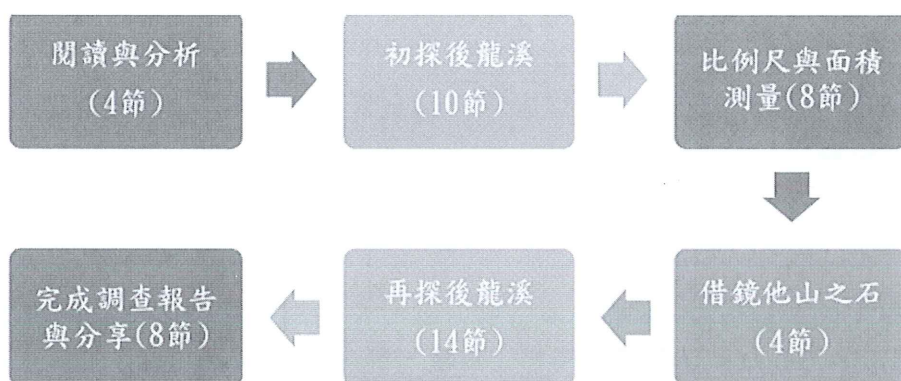 閱讀與分析
(4節)
初探後龍溪
(10節)
比例尺與面積
測量(8節)
借鏡他山之石
(4節)
再探後龍溪
(14節)
完成調查報告
與分享(8節)